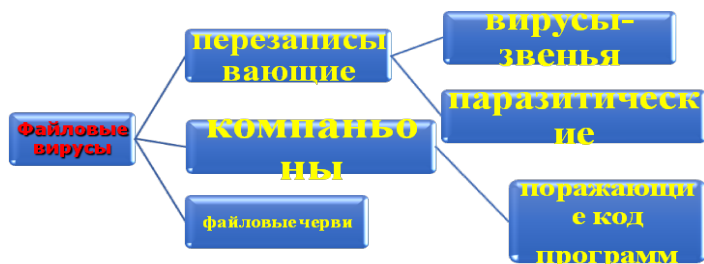 Файловые
вирусы
перезаписы
вающие
компаньо
ны
файловые черви
вирусы-
звенья
паразитическ
ие
поражающи
е код
программ